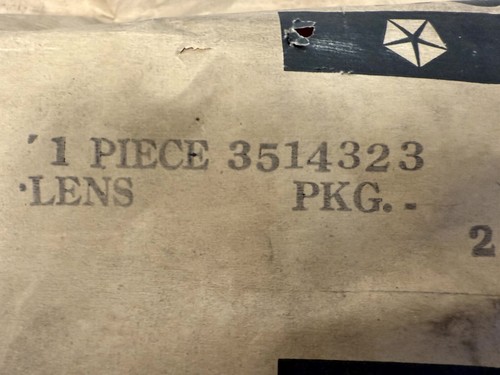 1 PIECE 3514323
LENS PKG. -
2